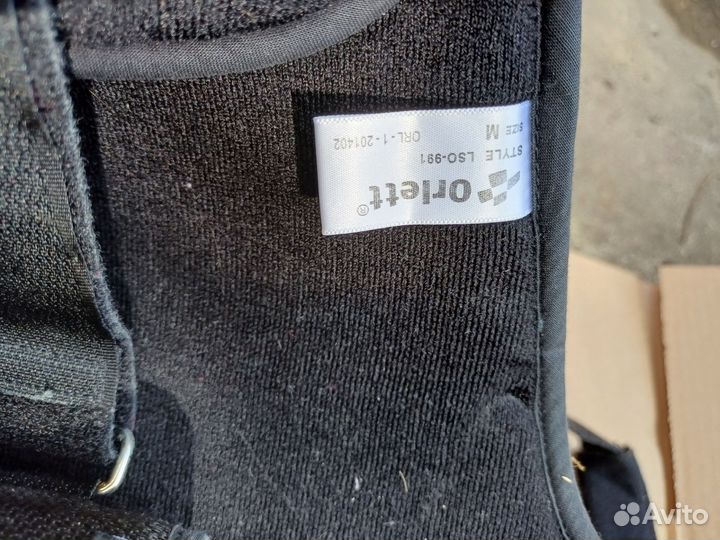 Orlett®
STYLE LSO-991
SIZE M
ORL-1-201402
Avito